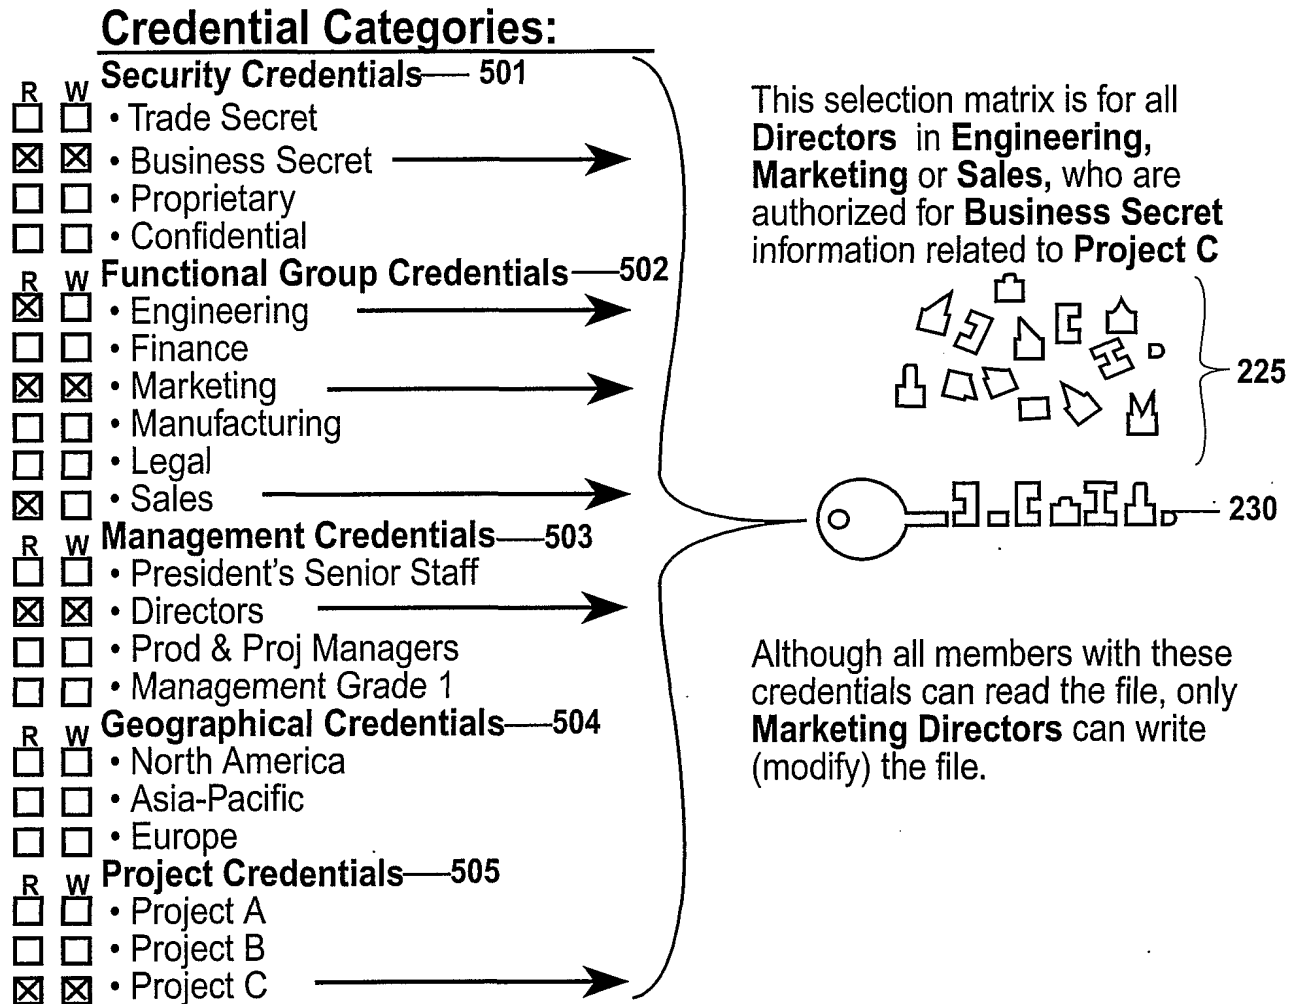 Credential Categories:
Security Credentials 501
R W
• Trade Secret
• Business Secret
• Proprietary
• Confidential
Functional Group Credentials 502
R W
• Engineering
• Finance
• Marketing
• Manufacturing
• Legal
• Sales
Management Credentials 503
R W
• President's Senior Staff
• Directors
• Prod & Proj Managers
• Management Grade 1
Geographical Credentials 504
R W
• North America
• Asia-Pacific
• Europe
Project Credentials 505
R W
• Project A
• Project B
• Project C
This selection matrix is for all
Directors in Engineering,
Marketing or Sales, who are
authorized for Business Secret
information related to Project C
225
230
Although all members with these
credentials can read the file, only
Marketing Directors can write
(modify) the file.